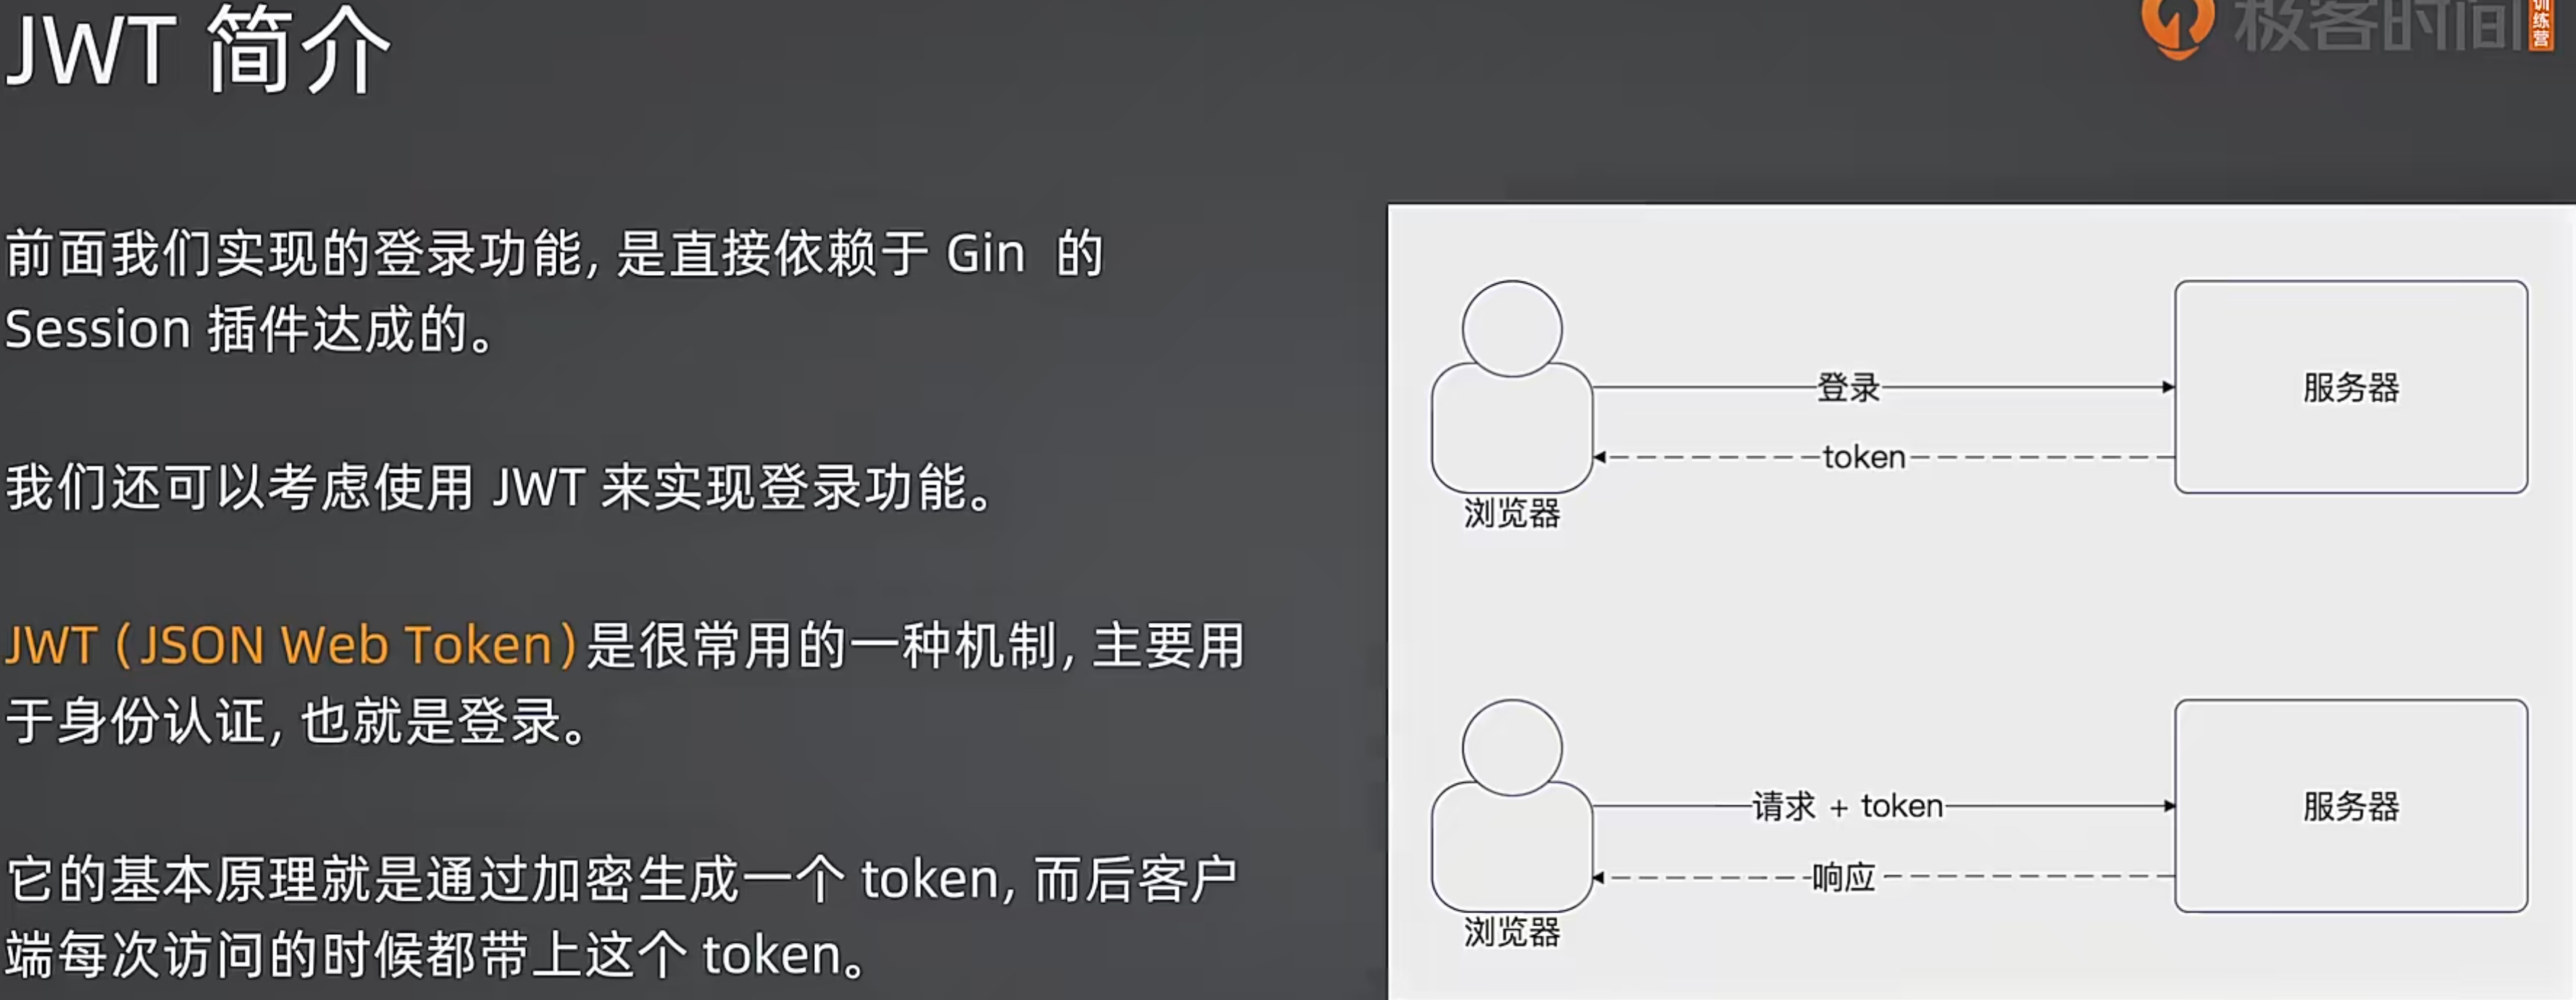 JWT 简介
极客时间
训练营
前面我们实现的登录功能, 是直接依赖于 Gin 的
Session 插件达成的。
我们还可以考虑使用 JWT 来实现登录功能。
JWT (JSON Web Token)是很常用的一种机制, 主要用
于身份认证, 也就是登录。
它的基本原理就是通过加密生成一个 token, 而后客户
端每次访问的时候都带上这个 token。
登录
服务器
token
浏览器
请求 + token
服务器
响应
浏览器